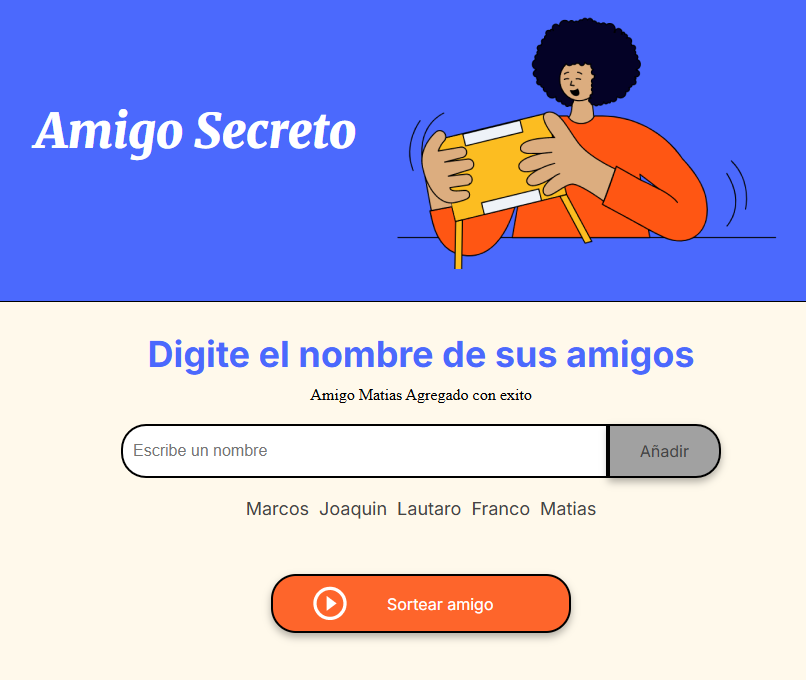 Amigo Secreto
Digite el nombre de sus amigos
Amigo Matias Agregado con exito
Escribe un nombre
Añadir
Marcos Joaquin Lautaro Franco Matias
Sortear amigo